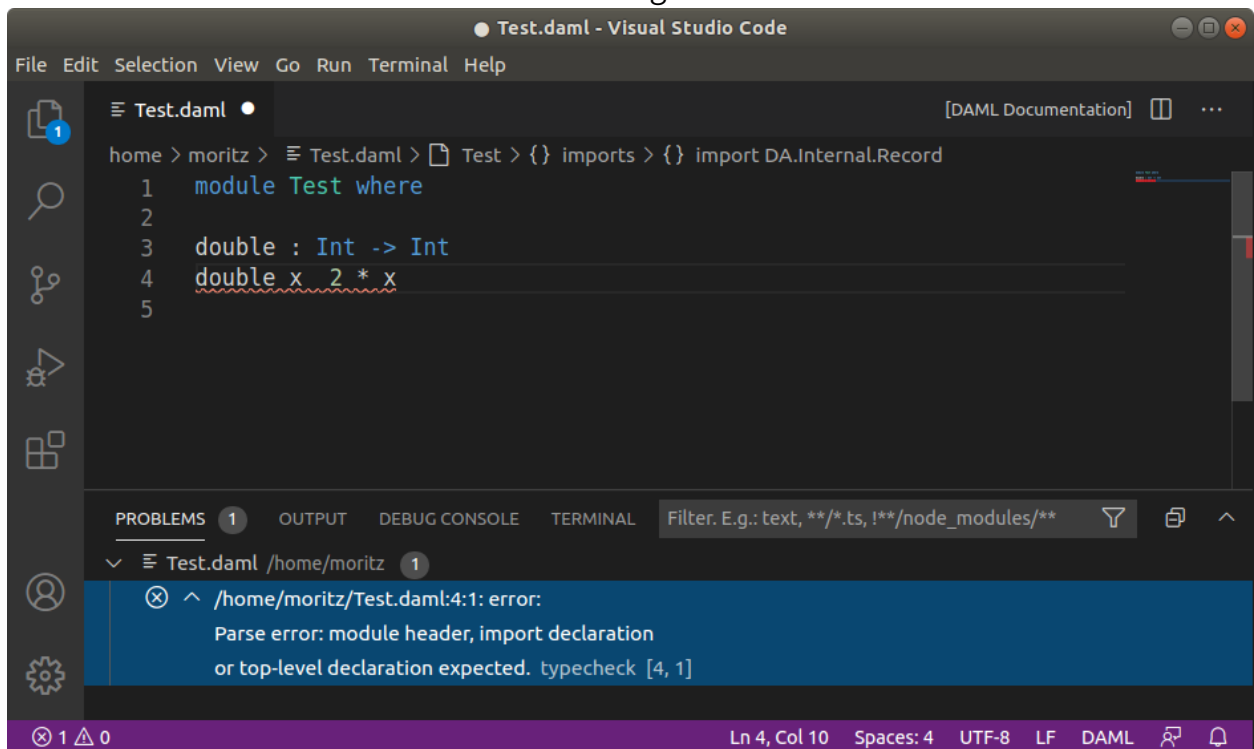 Test.daml - Visual Studio Code
File Edit Selection View Go Run Terminal Help
1
Test.daml
[DAML Documentation]
home > moritz > Test.daml > Test > {} imports > {} import DA.Internal.Record
1 module Test where
2
3 double : Int -> Int
4 double x  2 * x
5
PROBLEMS 1 OUTPUT DEBUG CONSOLE TERMINAL Filter. E.g.: text, **/*.ts, !**/node_modules/**
Test.daml /home/moritz 1
/home/moritz/Test.daml:4:1: error:
Parse error: module header, import declaration
or top-level declaration expected. typecheck [4, 1]
1 0 Ln 4, Col 10 Spaces: 4 UTF-8 LF DAML